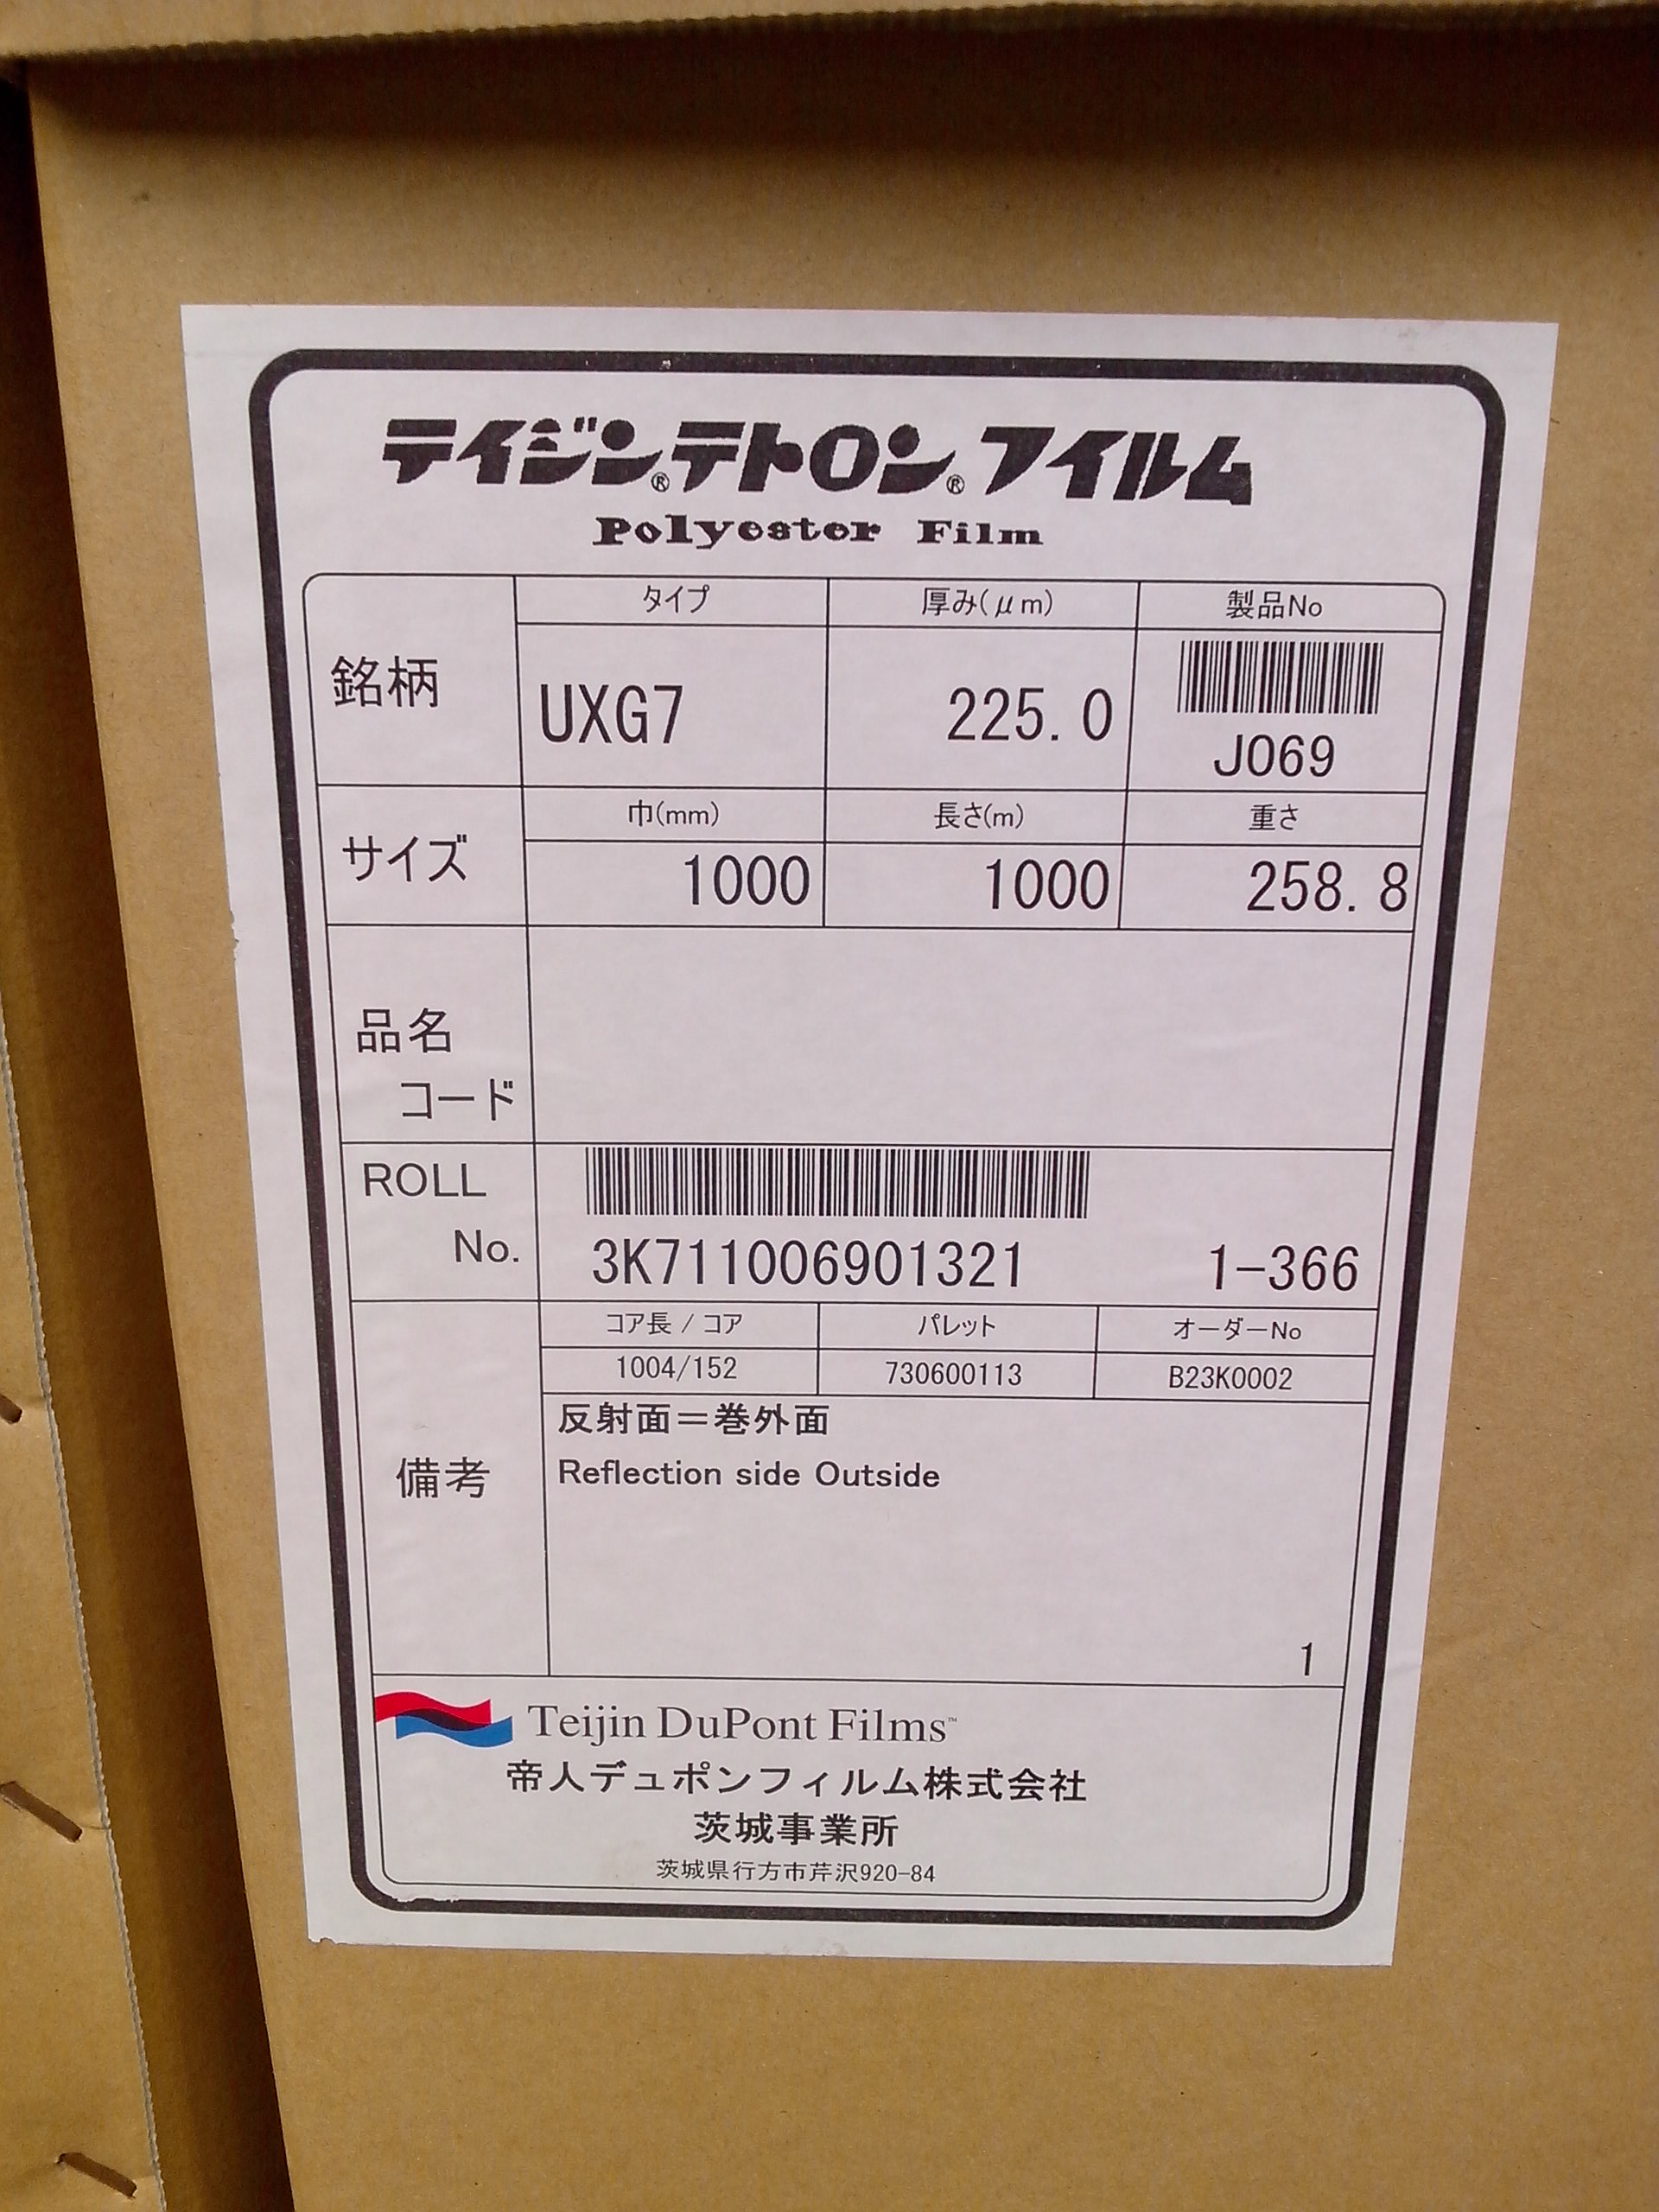 テイジン®テトロン®フイルム
Polyester Film
銘柄
タイプ
厚み(μm)
製品No
UXG7
225.0
J069
サイズ
巾(mm)
長さ(m)
重さ
1000
1000
258.8
品名
コード
ROLL
No.
3K711006901321
1-366
備考
コア長 / コア
パレット
オーダーNo
1004/152
730600113
B23K0002
反射面＝巻外面
Reflection side Outside
1
Teijin DuPont Films™
帝人デュポンフィルム株式会社
茨城事業所
茨城県行方市芹沢920-84